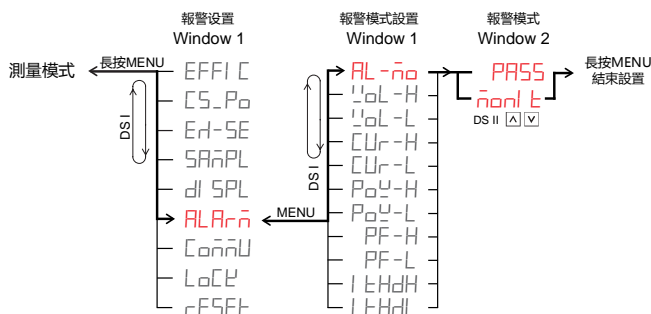 報警设置 報警模式設置 報警模式
Window 1 Window 1 Window 2
測量模式 長按MENU EFFIC AL-mo PASS 長按MENU
CS_Po VoL-H monIt 結束設置
DS I Ed-SE VoL-L DS II ∧ ∨
SAmPL CUr-H
dISPL DS I CUr-L
PoW-H
ALArm MENU PoW-L
CommU PF-H
LoCK PF-L
rESEt ItHdH
ItHdL